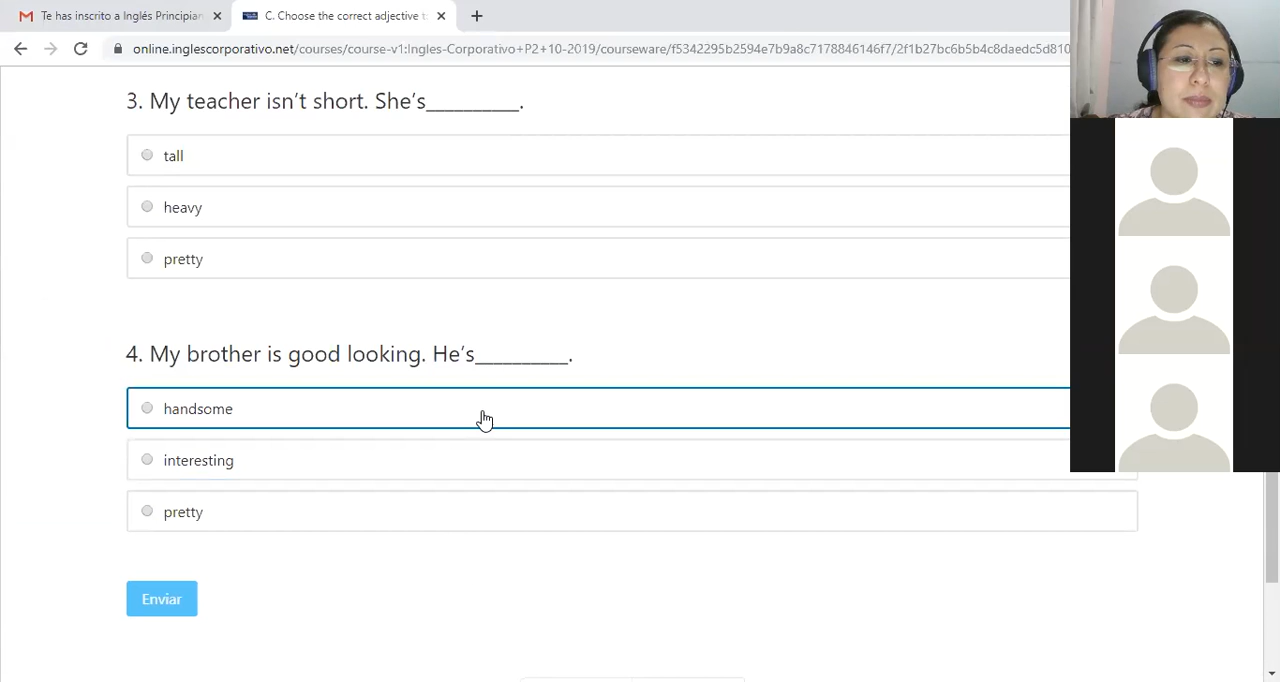 Te has inscrito a Inglés Principian
C. Choose the correct adjective t
online.inglescorporativo.net/courses/course-v1:Ingles-Corporativo+P2+10-2019/courseware/f5342295b2594e7b9a8c7178846146f7/2f1b27bc6b5b4c8daedc5d810
3. My teacher isn’t short. She’s__________.
tall
heavy
pretty
4. My brother is good looking. He’s__________.
handsome
interesting
pretty
Enviar